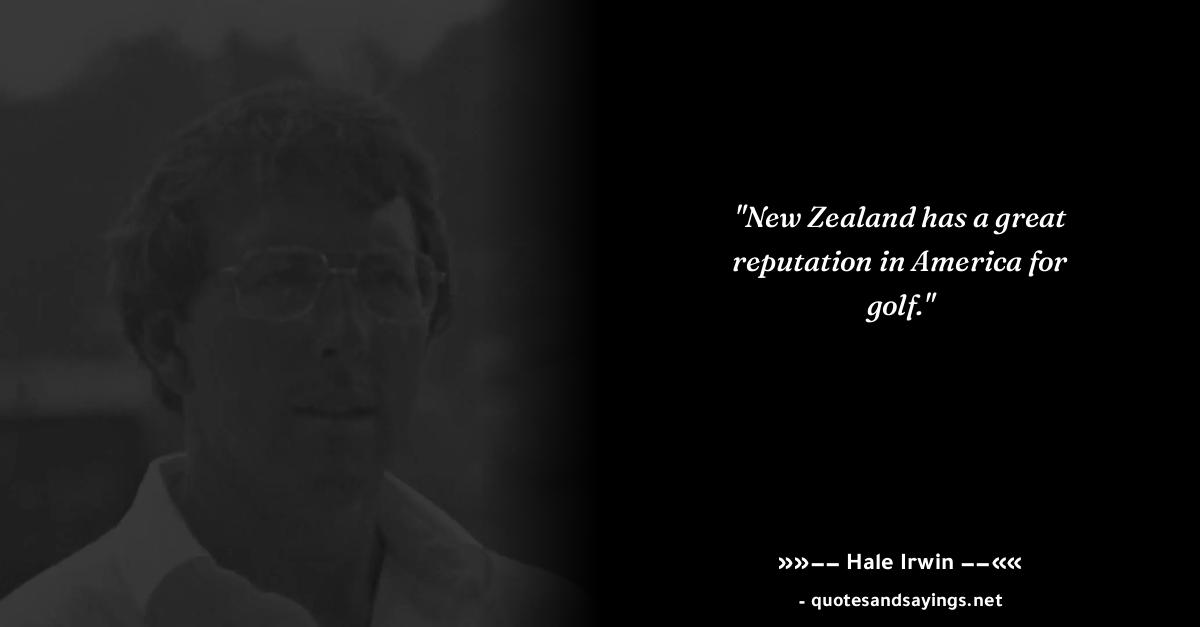 "New Zealand has a great
reputation in America for
golf."
»»–– Hale Irwin ––««
- quotesandsayings.net